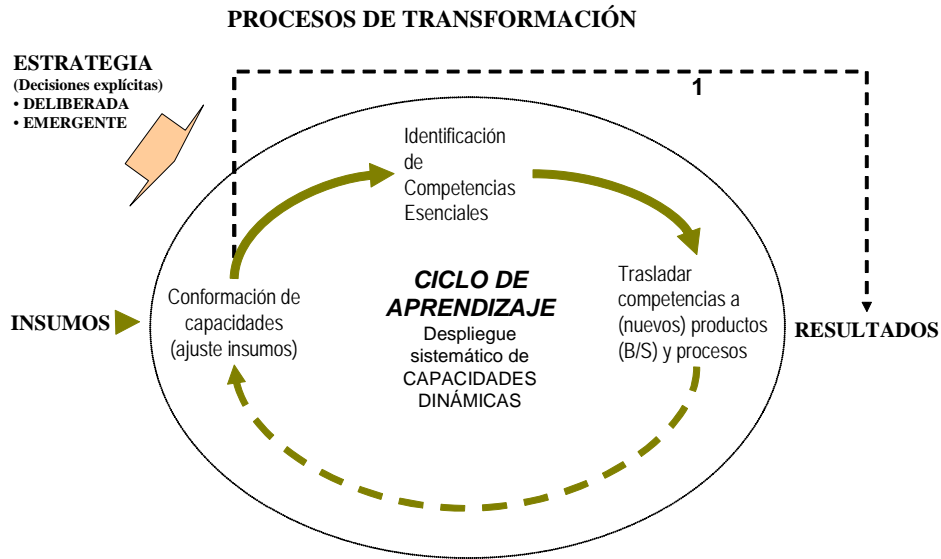 PROCESOS DE TRANSFORMACIÓN
ESTRATEGIA
(Decisiones explícitas)
• DELIBERADA
• EMERGENTE
1
Identificación
de
Competencias
Esenciales
CICLO DE
APRENDIZAJE
Despliegue
sistemático de
CAPACIDADES
DINÁMICAS
Conformación de
capacidades
(ajuste insumos)
Trasladar
competencias a
(nuevos) productos
(B/S) y procesos
INSUMOS
RESULTADOS